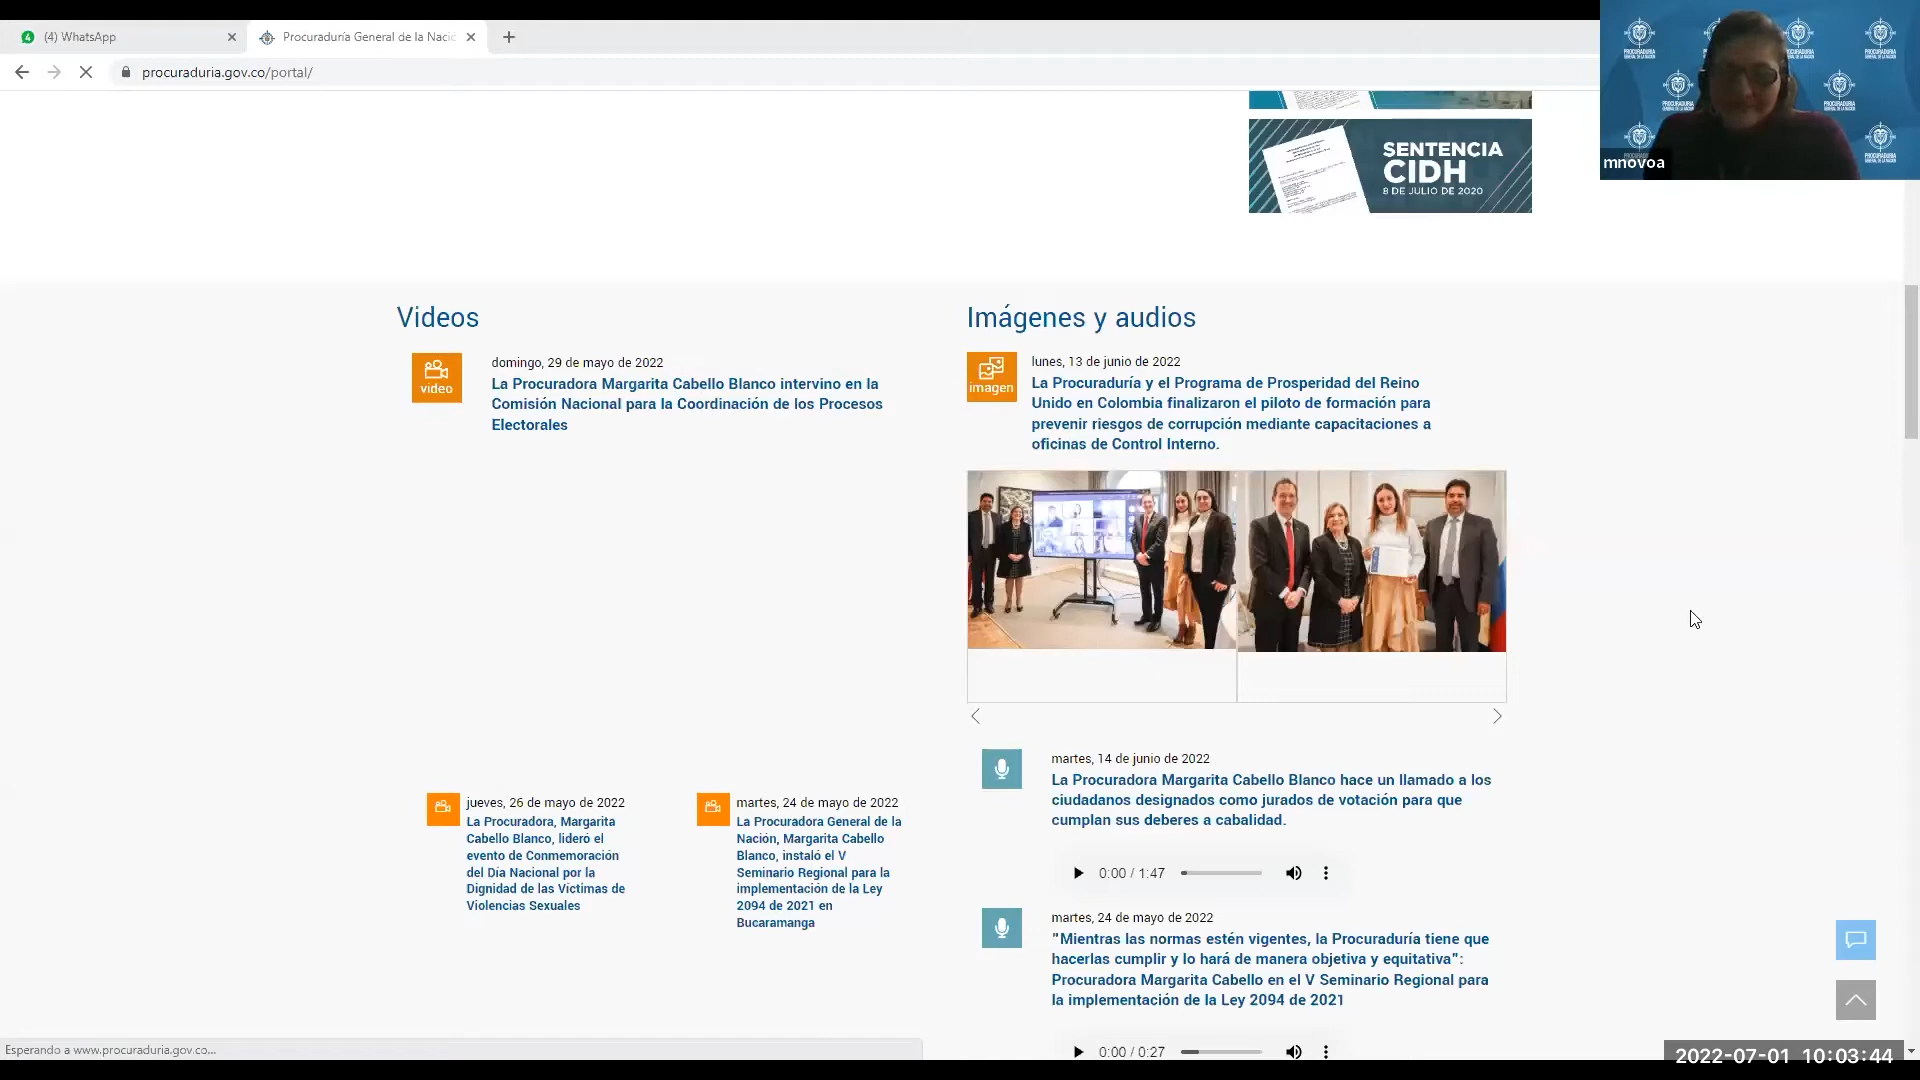 (4) WhatsApp
Procuraduría General de la Nacio
procuraduria.gov.co/portal/
mnovoa
SENTENCIA
CIDH
8 DE JULIO DE 2020
Videos
video
domingo, 29 de mayo de 2022
La Procuradora Margarita Cabello Blanco intervino en la
Comisión Nacional para la Coordinación de los Procesos
Electorales
jueves, 26 de mayo de 2022
La Procuradora, Margarita
Cabello Blanco, lideró el
evento de Conmemoración
del Día Nacional por la
Dignidad de las Víctimas de
Violencias Sexuales
martes, 24 de mayo de 2022
La Procuradora General de la
Nación, Margarita Cabello
Blanco, instaló el V
Seminario Regional para la
implementación de la Ley
2094 de 2021 en
Bucaramanga
Imágenes y audios
imagen
lunes, 13 de junio de 2022
La Procuraduría y el Programa de Prosperidad del Reino
Unido en Colombia finalizaron el piloto de formación para
prevenir riesgos de corrupción mediante capacitaciones a
oficinas de Control Interno.
martes, 14 de junio de 2022
La Procuradora Margarita Cabello Blanco hace un llamado a los
ciudadanos designados como jurados de votación para que
cumplan sus deberes a cabalidad.
0:00 / 1:47
martes, 24 de mayo de 2022
"Mientras las normas estén vigentes, la Procuraduría tiene que
hacerlas cumplir y lo hará de manera objetiva y equitativa":
Procuradora Margarita Cabello en el V Seminario Regional para
la implementación de la Ley 2094 de 2021
0:00 / 0:27
Esperando a www.procuraduria.gov.co...
2022-07-01 10:03:44